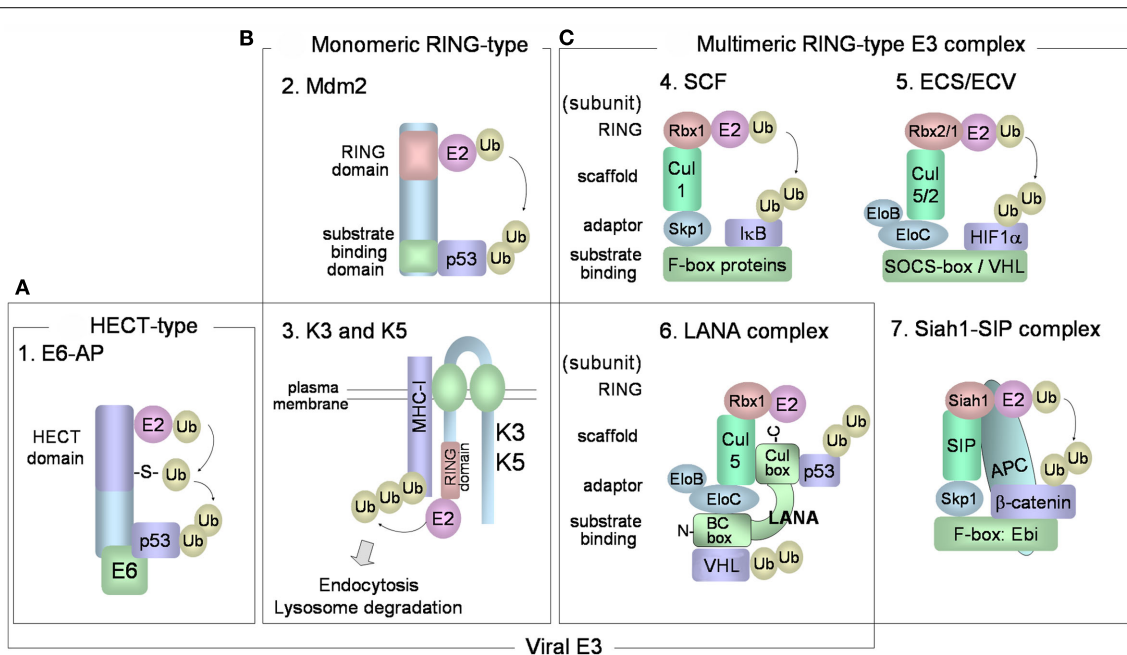 A
HECT-type
1. E6-AP
HECT
domain
E2
Ub
-S-
Ub
p53
Ub
Ub
E6
B
Monomeric RING-type
2. Mdm2
RING
domain
E2
Ub
substrate
binding
domain
p53
Ub
Ub
3. K3 and K5
plasma
membrane
MHC-I
RING
domain
K3
K5
Ub
Ub
Ub
E2
Endocytosis
Lysosome degradation
C
Multimeric RING-type E3 complex
4. SCF
(subunit)
RING
scaffold
adaptor
substrate
binding
Rbx1
E2
Ub
Cul
1
Ub
Ub
Skp1
IκB
F-box proteins
5. ECS/ECV
Rbx2/1
E2
Ub
Cul
5/2
Ub
Ub
EloB
EloC
HIF1α
SOCS-box / VHL
6. LANA complex
(subunit)
RING
scaffold
adaptor
substrate
binding
Rbx1
E2
-C
Cul
5
Cul
box
Ub
Ub
p53
EloB
EloC
LANA
N-
BC
box
VHL
Ub
Ub
7. Siah1-SIP complex
Siah1
E2
Ub
SIP
APC
Ub
Ub
Skp1
β-catenin
F-box: Ebi
Viral E3